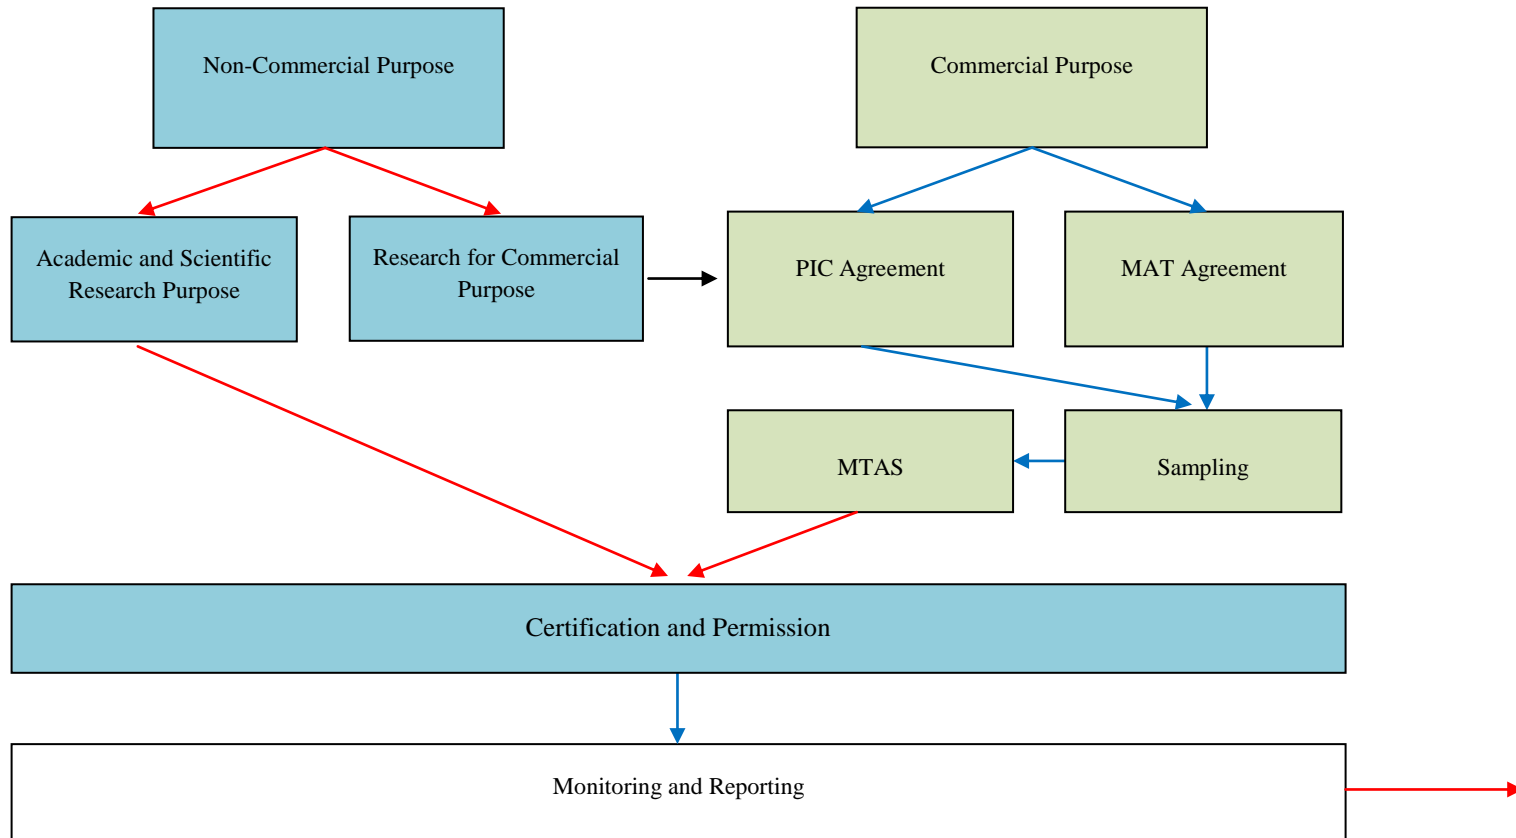 Non-Commercial Purpose
Commercial Purpose
Academic and Scientific
Research Purpose
Research for Commercial
Purpose
PIC Agreement
MAT Agreement
MTAS
Sampling
Certification and Permission
Monitoring and Reporting